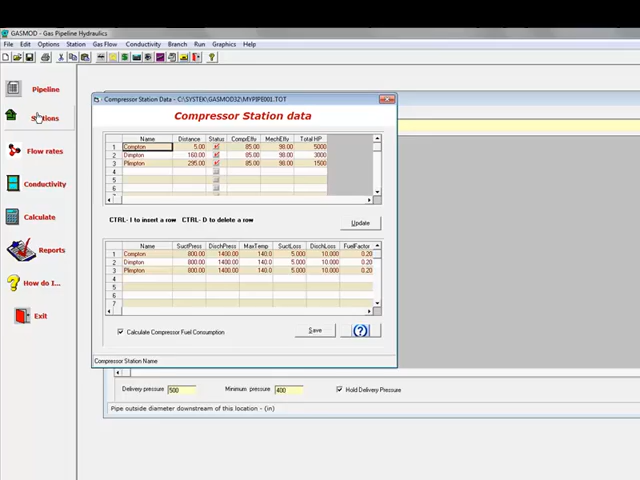 GASMOD - Gas Pipeline Hydraulics
File Edit Options Station Gas Flow Conductivity Branch Run Graphics Help
Pipeline
Stations
Flow rates
Conductivity
Calculate
Reports
How do I...
Exit
Compressor Station Data - C:\SYSTEK\GASMOD32\MYPIPE001.TOT
Compressor Station data
Name Distance Status ComprEffy MechEffy Total HP
1 Compton 5.00 85.00 98.00 5000
2 Dimpton 160.00 85.00 98.00 3000
3 Plimpton 295.00 85.00 98.00 1500
4
5
6
CTRL- I to insert a row CTRL - D to delete a row
Update
Name SuctPress DischPress MaxTemp SuctLoss DischLoss FuelFactor
1 Compton 800.00 1400.00 140.0 5.000 10.000 0.20
2 Dimpton 800.00 1400.00 140.0 5.000 10.000 0.20
3 Plimpton 800.00 1400.00 140.0 5.000 10.000 0.20
4
5
6
7
Calculate Compressor Fuel Consumption
Save
Compressor Station Name
Delivery pressure 500 Minimum pressure 400 Hold Delivery Pressure
Pipe outside diameter downstream of this location - (in)